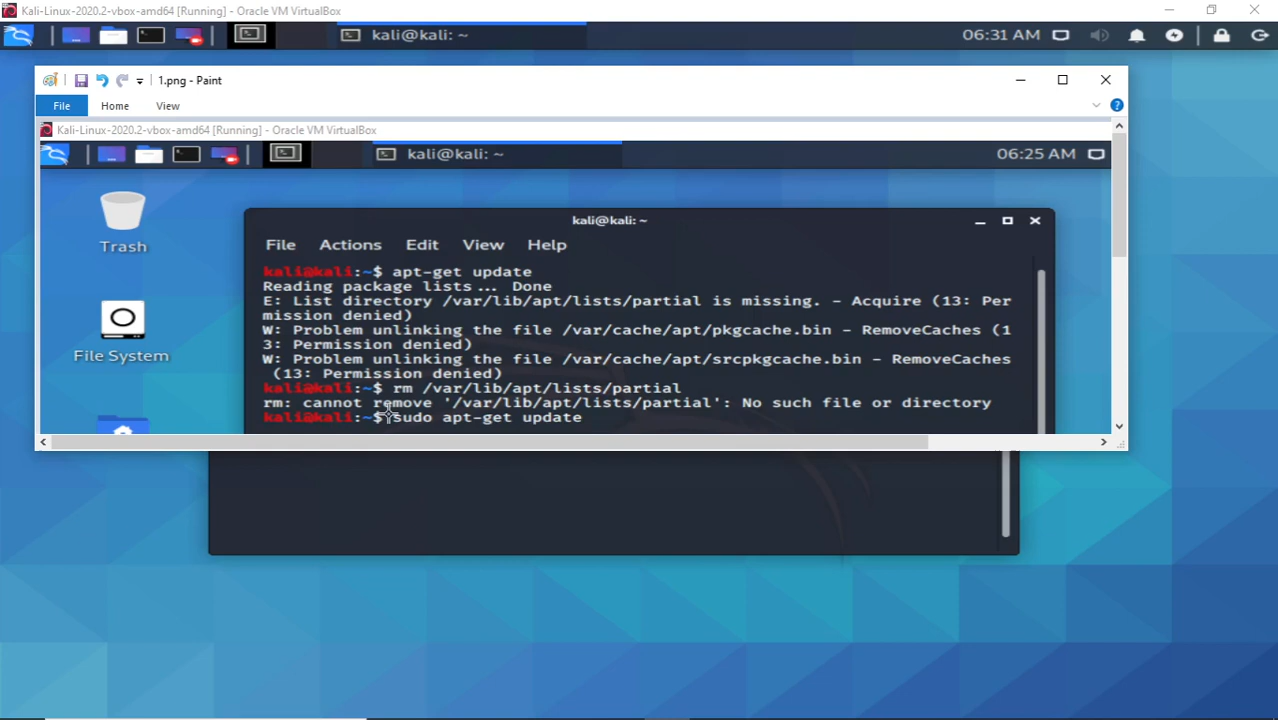 Kali-Linux-2020.2-vbox-amd64 [Running] - Oracle VM VirtualBox
kali@kali: ~
06:31 AM
1.png - Paint
File Home View
Kali-Linux-2020.2-vbox-amd64 [Running] - Oracle VM VirtualBox
kali@kali: ~
06:25 AM
Trash
File System
kali@kali: ~
File Actions Edit View Help
kali@kali:~$ apt-get update
Reading package lists ... Done
E: List directory /var/lib/apt/lists/partial is missing. - Acquire (13: Per
mission denied)
W: Problem unlinking the file /var/cache/apt/pkgcache.bin - RemoveCaches (1
3: Permission denied)
W: Problem unlinking the file /var/cache/apt/srcpkgcache.bin - RemoveCaches
(13: Permission denied)
kali@kali:~$ rm /var/lib/apt/lists/partial
rm: cannot remove '/var/lib/apt/lists/partial': No such file or directory
kali@kali:~$ sudo apt-get update